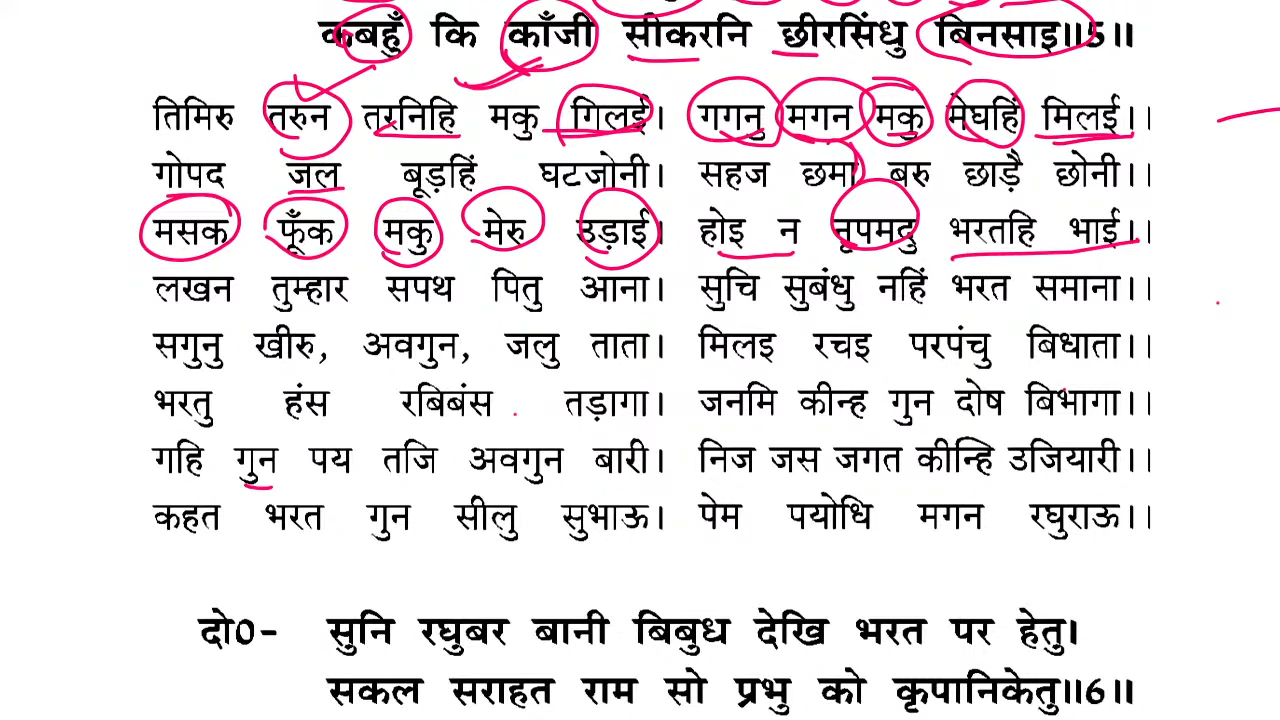 कबहुँ कि काँजी सीकरनि छीरसिंधु बिनसाइ॥5॥
तिमिरु तरुन तरनिहि मकु गिलई। गगनु मगन मकु मेघहिं मिलई।।
गोपद जल बूड़हिं घटजोनी। सहज छमा बरु छाड़ै छोनी।।
मसक फूँक मकु मेरु उड़ाई। होइ न नृपमदु भरतहि भाई।।
लखन तुम्हार सपथ पितु आना। सुचि सुबंधु नहिं भरत समाना।।
सगुनु खीरु, अवगुन, जलु ताता। मिलइ रचइ परपंचु बिधाता।।
भरतु हंस रबिबंस तड़ागा। जनमि कीन्ह गुन दोष बिभागा।।
गहि गुन पय तजि अवगुन बारी। निज जस जगत कीन्हि उजियारी।।
कहत भरत गुन सीलु सुभाऊ। पेम पयोधि मगन रघुराऊ।।
दो0- सुनि रघुबर बानी बिबुध देखि भरत पर हेतु।
सकल सराहत राम सो प्रभु को कृपानिकेतु॥6॥